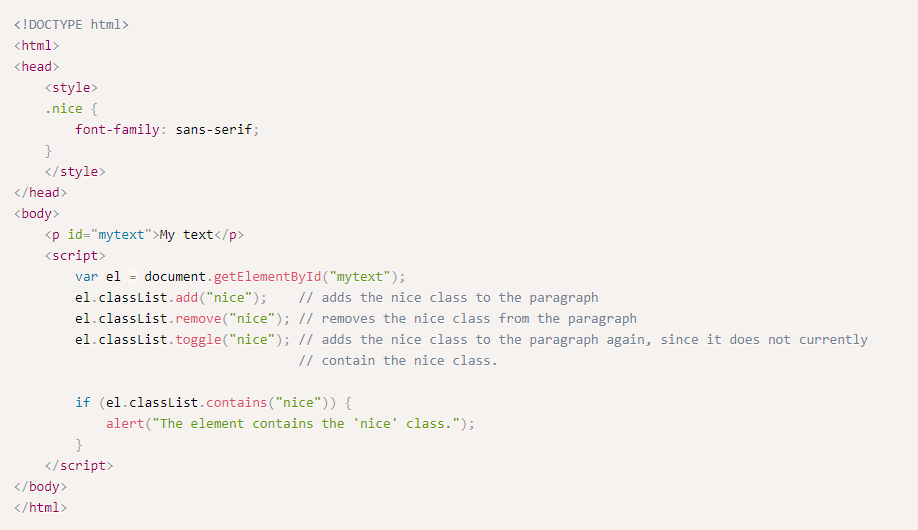 <!DOCTYPE html>
<html>
<head>
    <style>
    .nice {
        font-family: sans-serif;
    }
    </style>
</head>
<body>
    <p id="mytext">My text</p>
    <script>
        var el = document.getElementById("mytext");
        el.classList.add("nice");    // adds the nice class to the paragraph
        el.classList.remove("nice"); // removes the nice class from the paragraph
        el.classList.toggle("nice"); // adds the nice class to the paragraph again, since it does not currently
                                     // contain the nice class.

        if (el.classList.contains("nice")) {
            alert("The element contains the 'nice' class.");
        }
    </script>
</body>
</html>